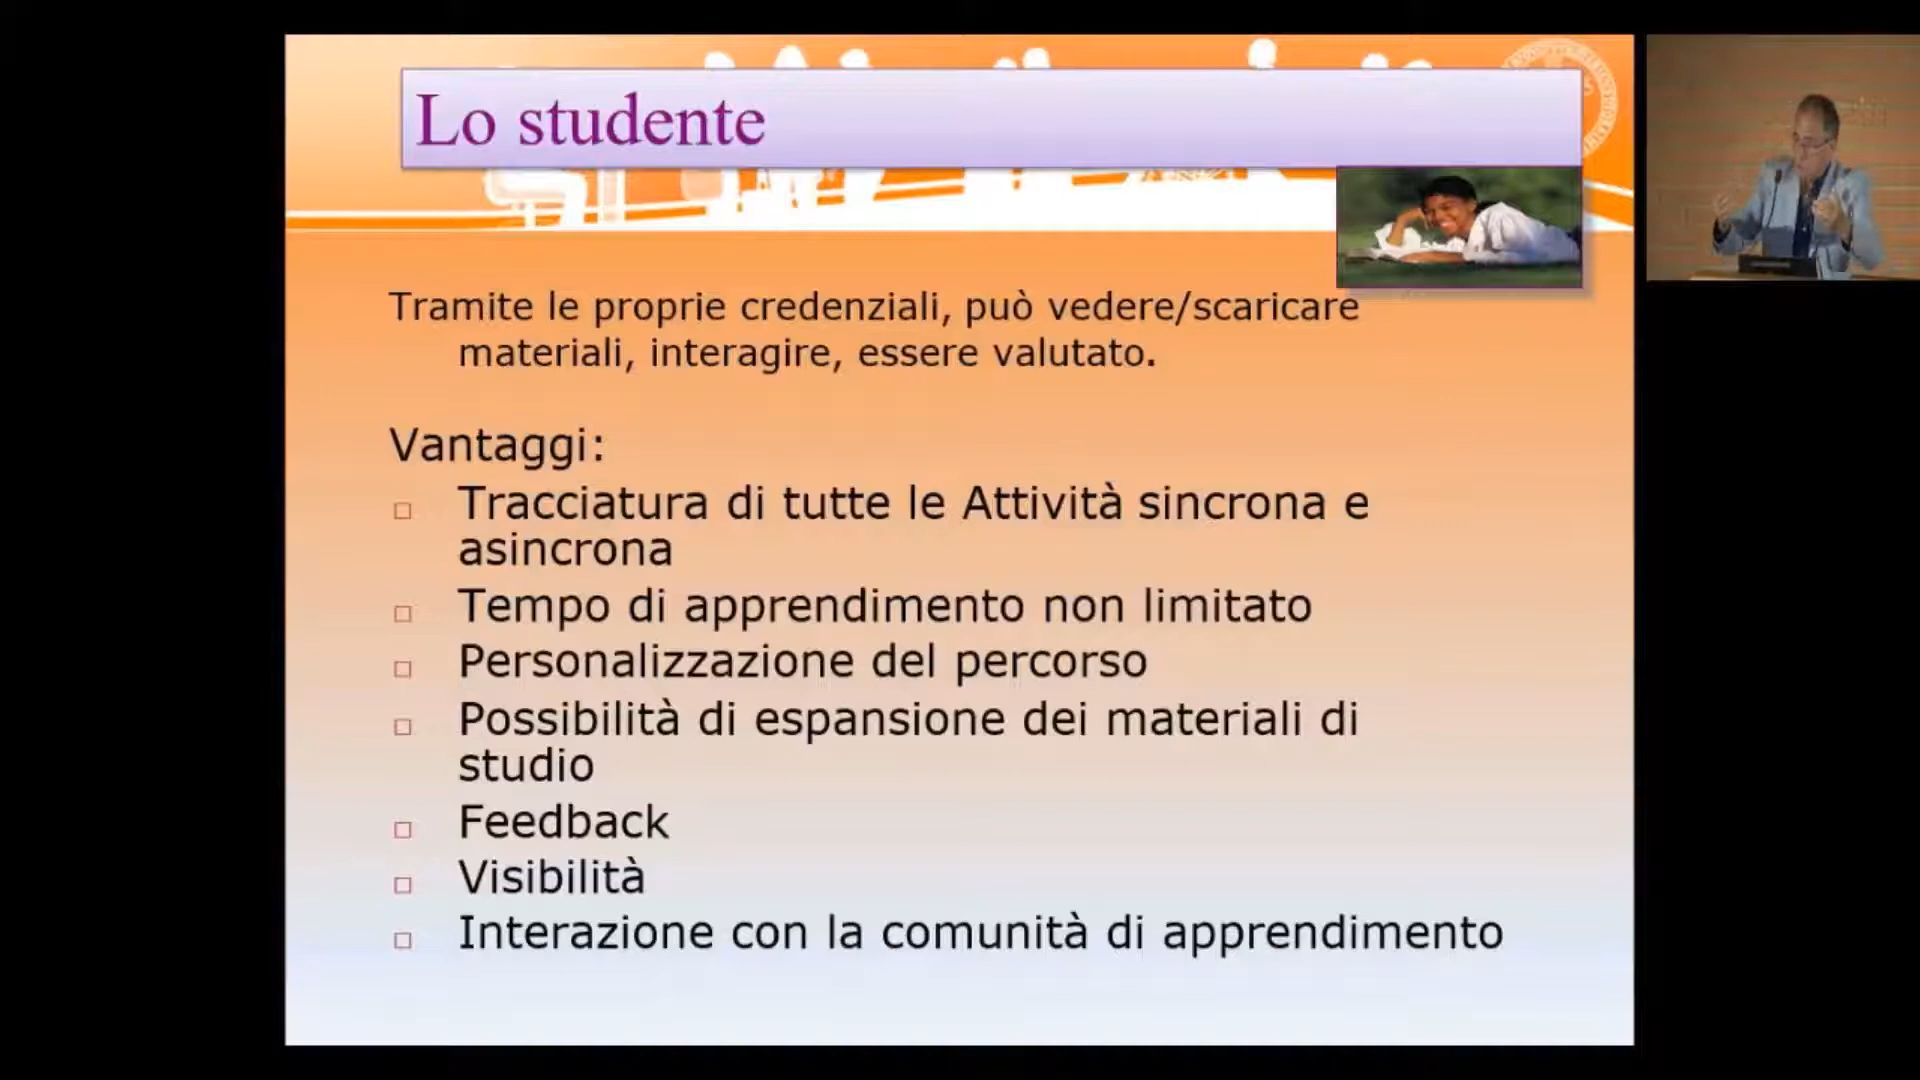 Lo studente
Tramite le proprie credenziali, può vedere/scaricare
materiali, interagire, essere valutato.
Vantaggi:
Tracciatura di tutte le Attività sincrona e
asincrona
Tempo di apprendimento non limitato
Personalizzazione del percorso
Possibilità di espansione dei materiali di
studio
Feedback
Visibilità
Interazione con la comunità di apprendimento